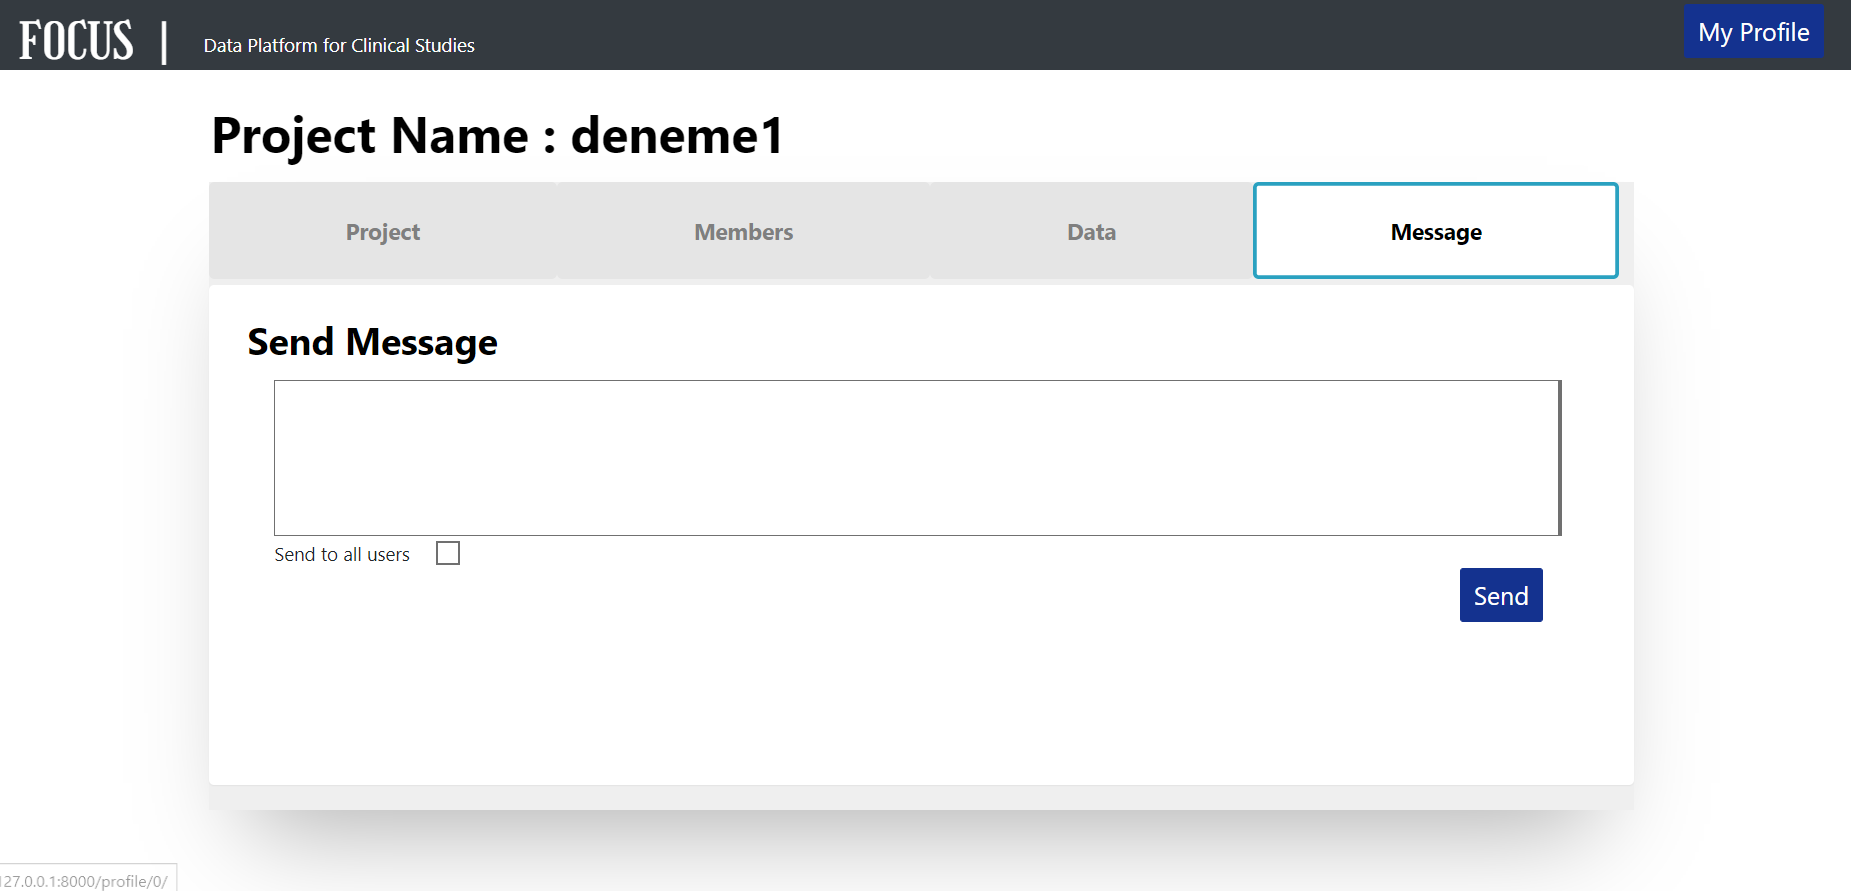 FOCUS | Data Platform for Clinical Studies
My Profile
Project Name : deneme1
Project Members Data Message
Send Message
Send to all users
Send
127.0.0.1:8000/profile/0/